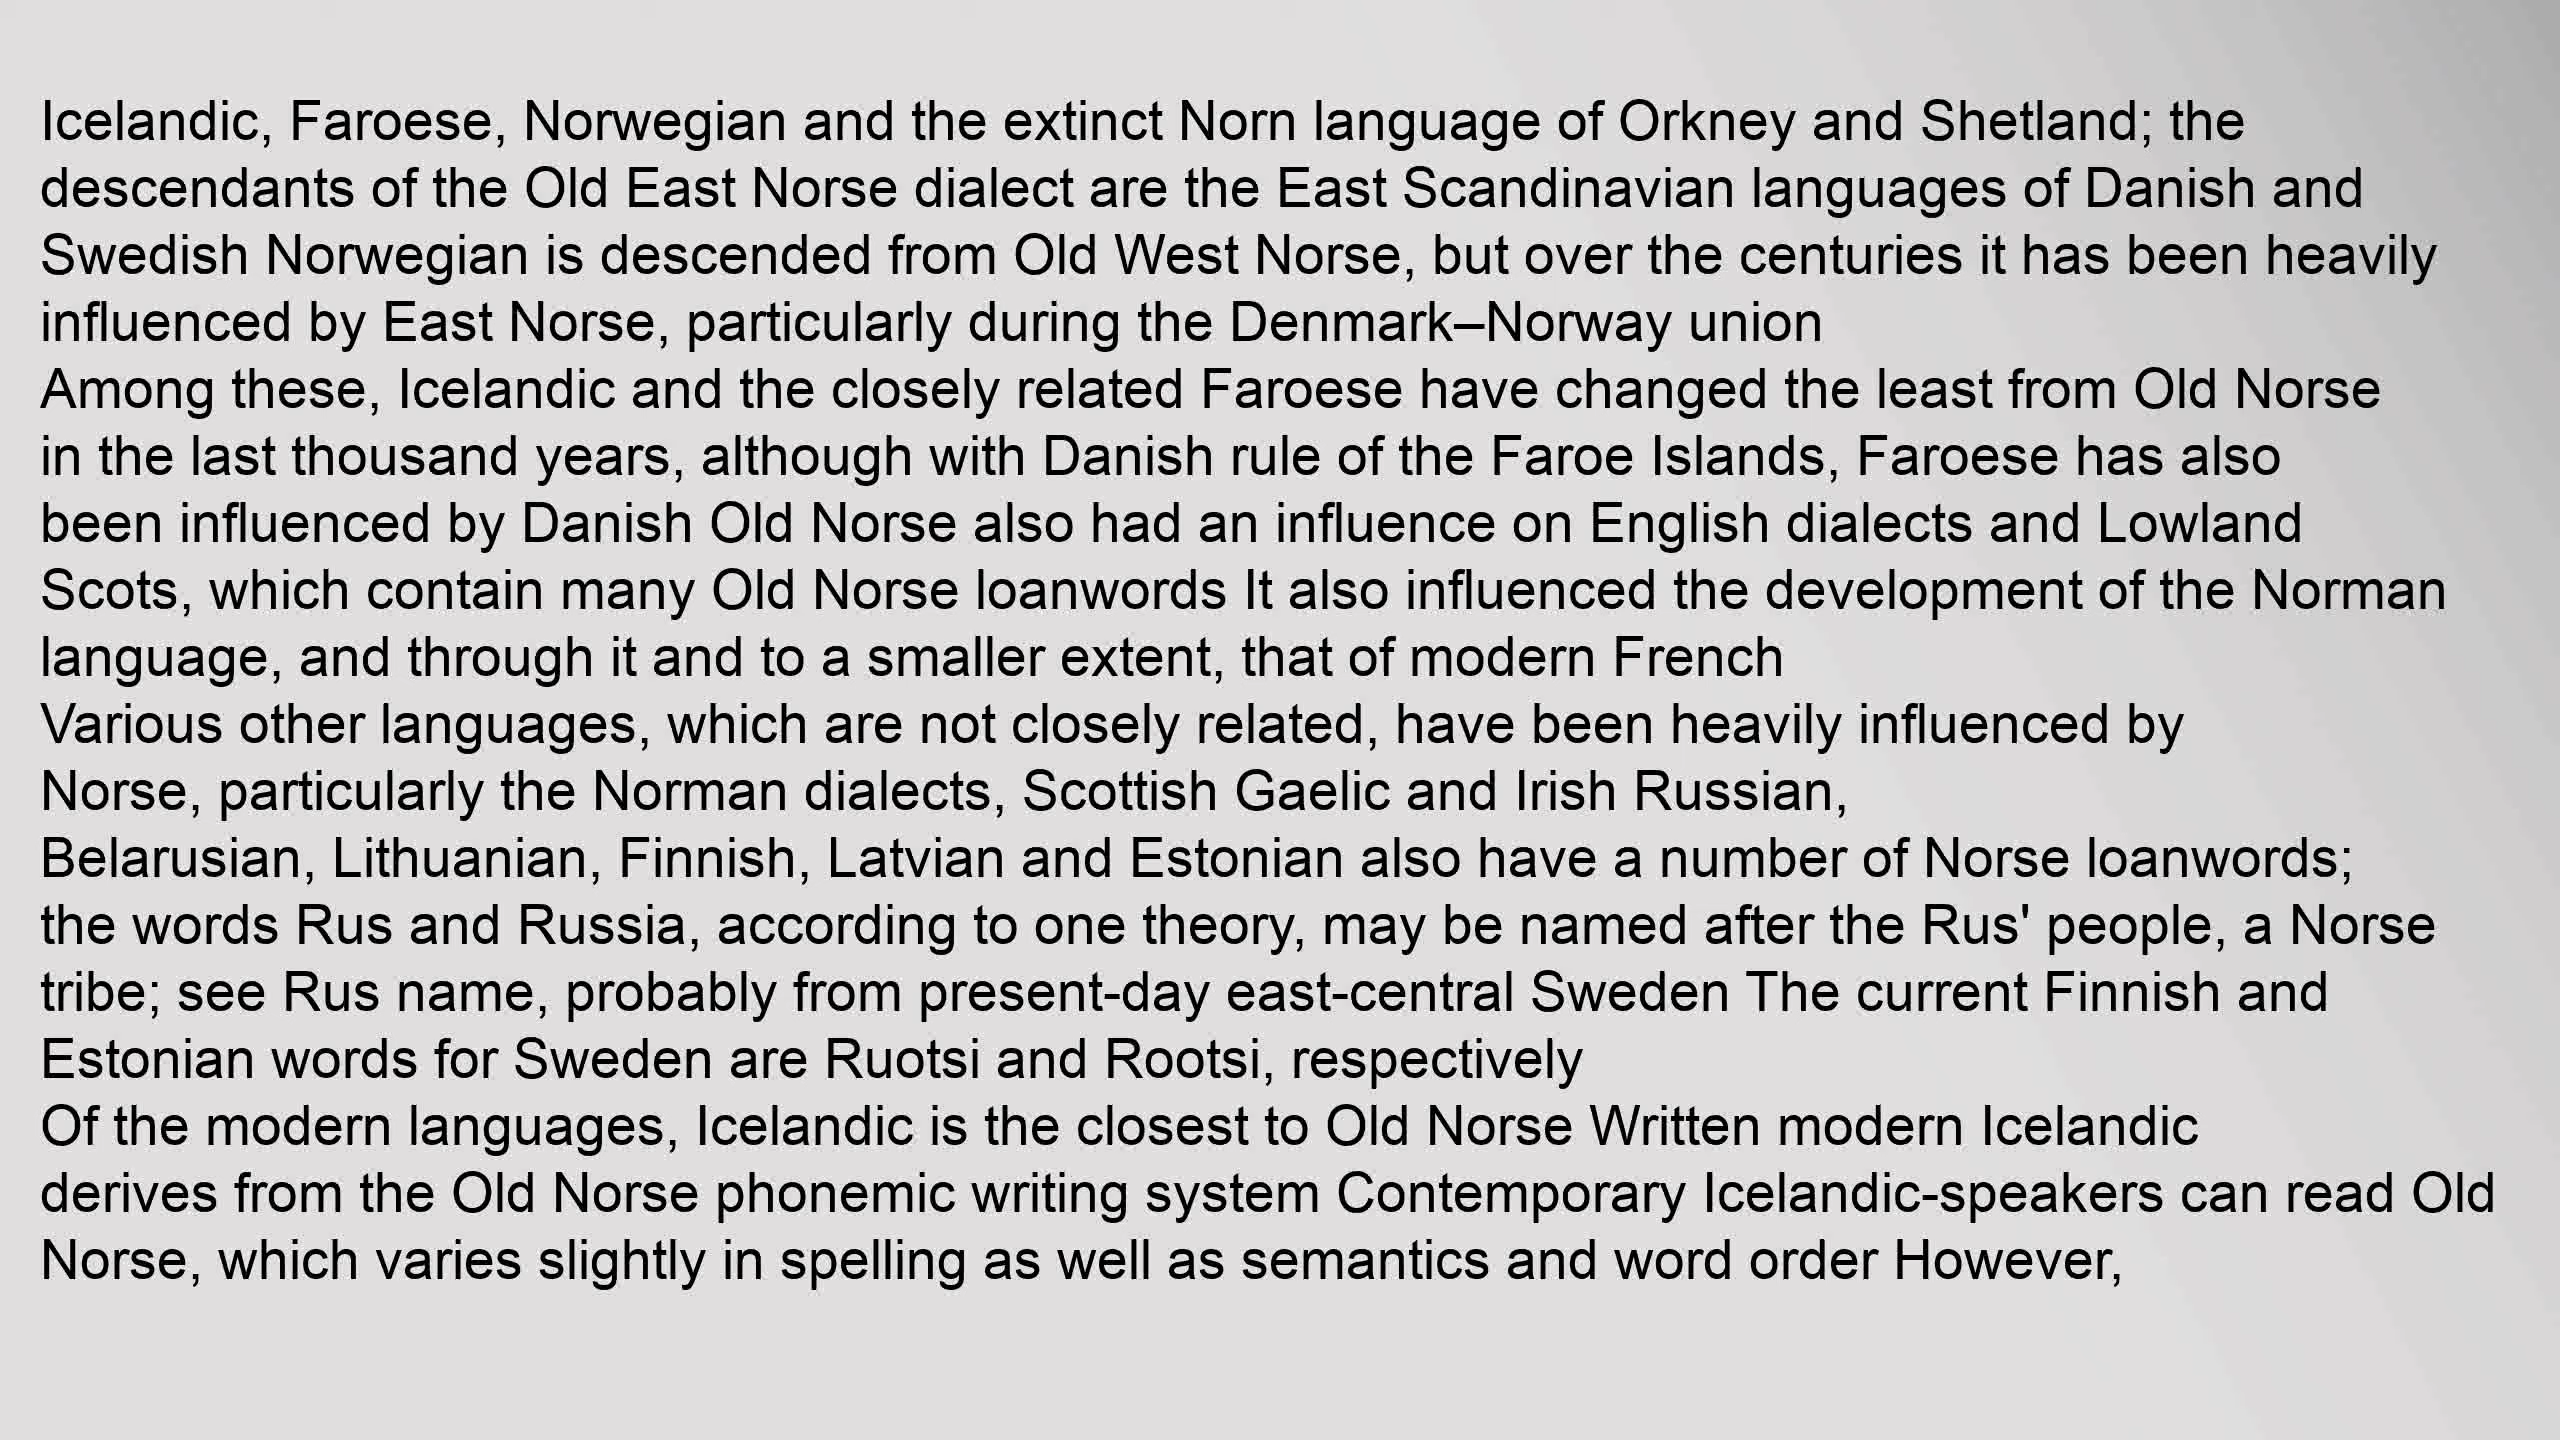 Icelandic, Faroese, Norwegian and the extinct Norn language of Orkney and Shetland; the
descendants of the Old East Norse dialect are the East Scandinavian languages of Danish and
Swedish Norwegian is descended from Old West Norse, but over the centuries it has been heavily
influenced by East Norse, particularly during the Denmark–Norway union
Among these, Icelandic and the closely related Faroese have changed the least from Old Norse
in the last thousand years, although with Danish rule of the Faroe Islands, Faroese has also
been influenced by Danish Old Norse also had an influence on English dialects and Lowland
Scots, which contain many Old Norse loanwords It also influenced the development of the Norman
language, and through it and to a smaller extent, that of modern French
Various other languages, which are not closely related, have been heavily influenced by
Norse, particularly the Norman dialects, Scottish Gaelic and Irish Russian,
Belarusian, Lithuanian, Finnish, Latvian and Estonian also have a number of Norse loanwords;
the words Rus and Russia, according to one theory, may be named after the Rus' people, a Norse
tribe; see Rus name, probably from present-day east-central Sweden The current Finnish and
Estonian words for Sweden are Ruotsi and Rootsi, respectively
Of the modern languages, Icelandic is the closest to Old Norse Written modern Icelandic
derives from the Old Norse phonemic writing system Contemporary Icelandic-speakers can read Old
Norse, which varies slightly in spelling as well as semantics and word order However,